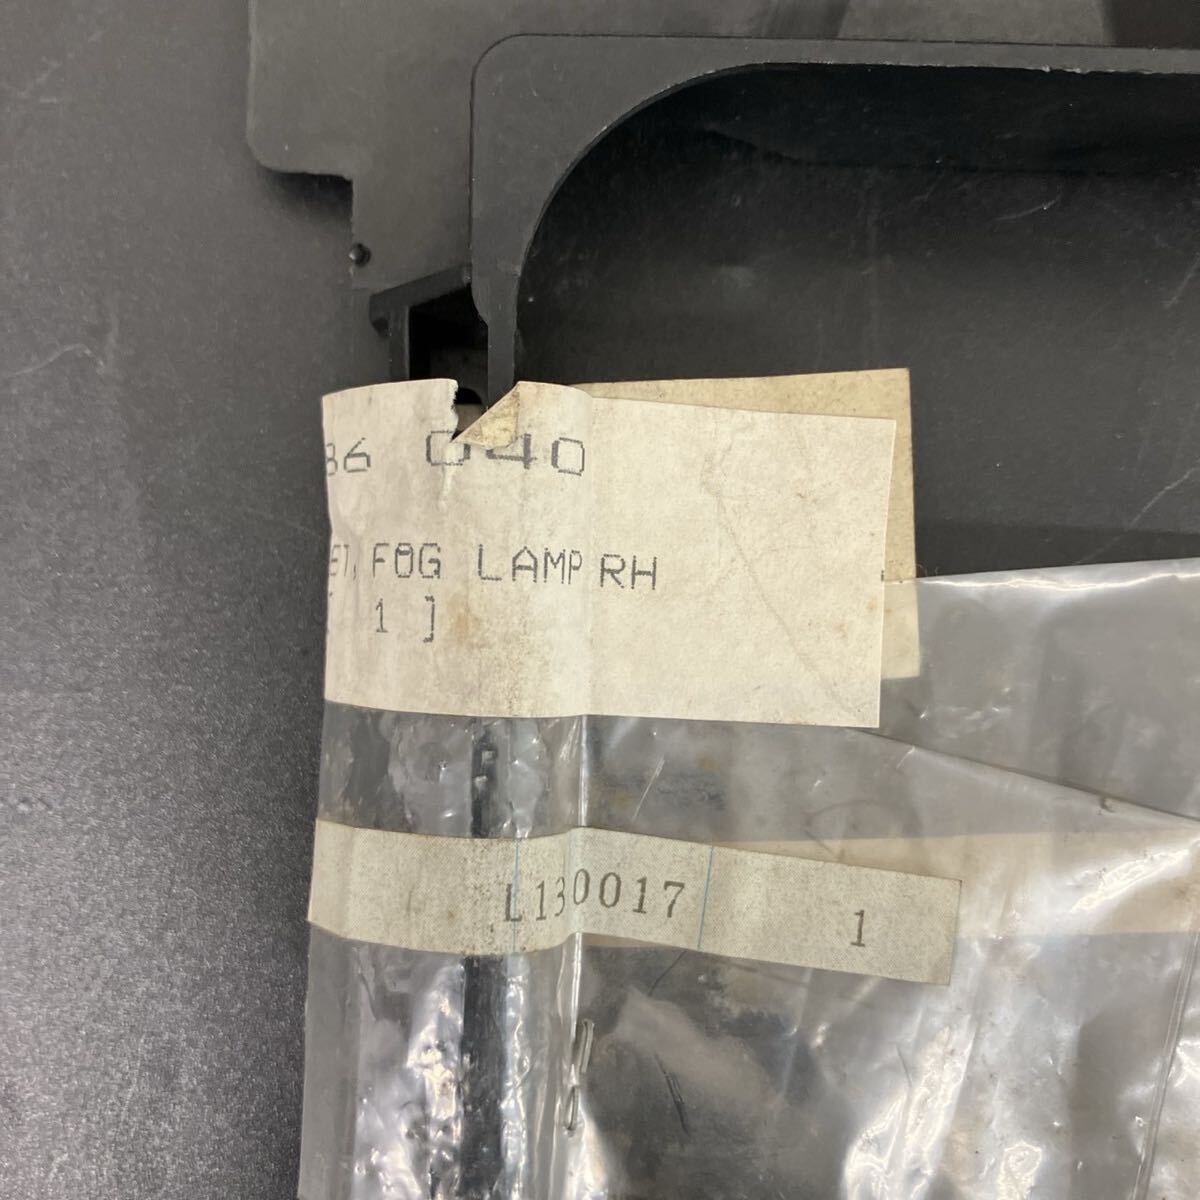 86 040
ET, FOG LAMP RH
[ 1 ]
L130017 1